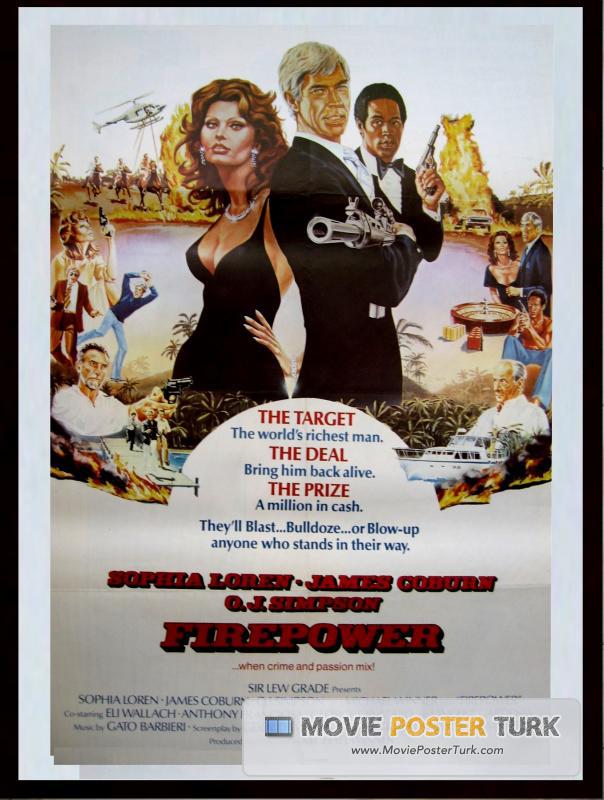 THE TARGET
The world's richest man.
THE DEAL
Bring him back alive.
THE PRIZE
A million in cash.
They'll Blast...Bulldoze...or Blow-up
anyone who stands in their way.
SOPHIA LOREN · JAMES COBURN
O.J. SIMPSON
FIREPOWER
...when crime and passion mix!
SIR LEW GRADE Presents
SOPHIA LOREN · JAMES COBURN
Co-starring ELI WALLACH · ANTHONY
Music by GATO BARBIERI · Screenplay by
Produced
MOVIE POSTER TURK
www.MoviePosterTurk.com